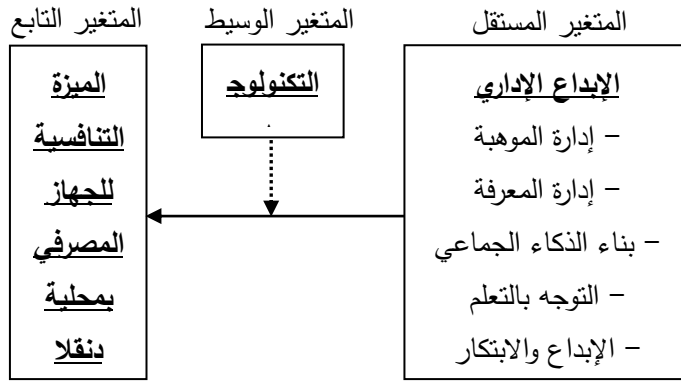 المتغير المستقل
المتغير الوسيط
المتغير التابع
الإبداع الإداري
– إدارة الموهبة
– إدارة المعرفة
– بناء الذكاء الجماعي
– التوجه بالتعلم
– الإبداع والابتكار
التكنولوج
الميزة
التنافسية
للجهاز
المصرفي
بمحلية
دنقلا